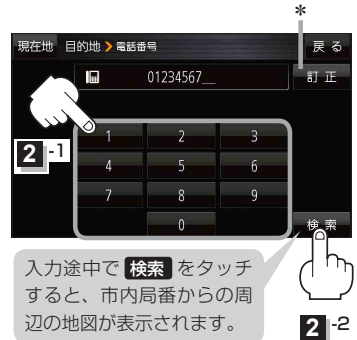 *
現在地 目的地 > 電話番号 戻る
01234567__ 訂正
1 2 3
4 5 6
7 8 9
0 検索
2-1
2-2
入力途中で 検索 をタッチ
すると、市内局番からの周
辺の地図が表示されます。